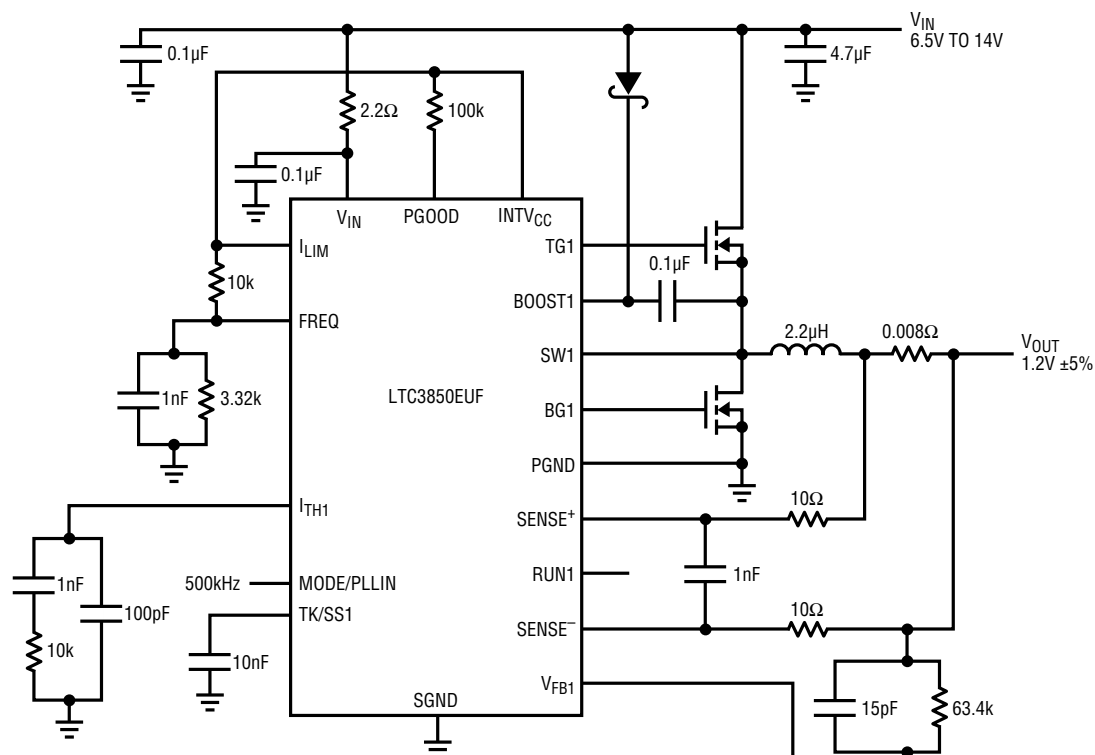 V_IN
6.5V TO 14V
0.1µF
4.7µF
2.2Ω
100k
0.1µF
V_IN
PGOOD
INTV_CC
I_LIM
TG1
10k
0.1µF
BOOST1
FREQ
2.2µH
0.008Ω
V_OUT
1.2V ±5%
SW1
1nF
3.32k
LTC3850EUF
BG1
PGND
I_TH1
10Ω
SENSE⁺
1nF
100pF
500kHz
MODE/PLLIN
RUN1
1nF
TK/SS1
10Ω
SENSE⁻
10k
10nF
V_FB1
SGND
15pF
63.4k